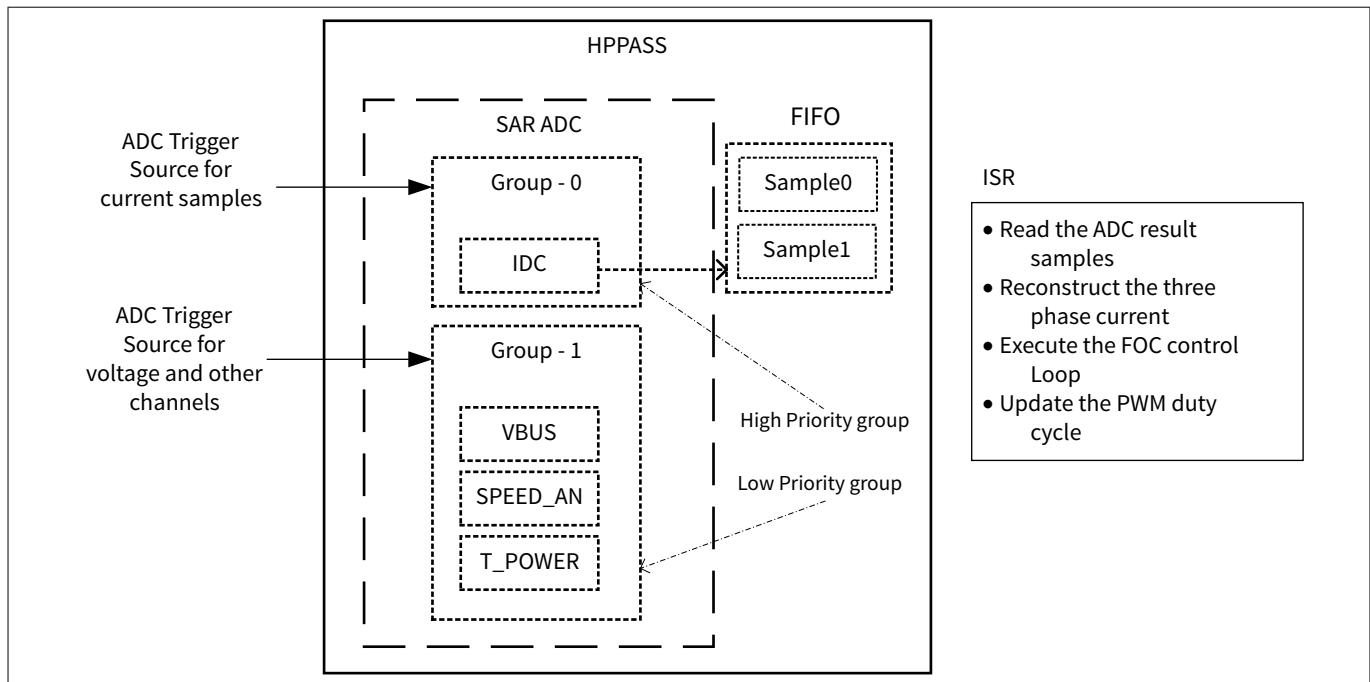 HPPASS
ADC Trigger
Source for
current samples
SAR ADC
Group - 0
IDC
FIFO
Sample0
Sample1
ADC Trigger
Source for
voltage and other
channels
Group - 1
VBUS
SPEED_AN
T_POWER
High Priority group
Low Priority group
ISR
• Read the ADC result
samples
• Reconstruct the three
phase current
• Execute the FOC control
Loop
• Update the PWM duty
cycle